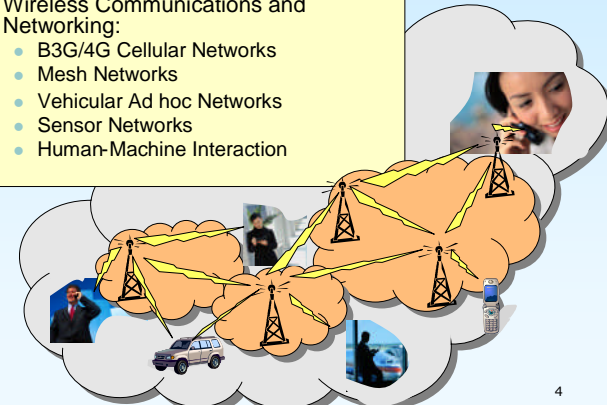 Wireless Communications and
Networking:
B3G/4G Cellular Networks
Mesh Networks
Vehicular Ad hoc Networks
Sensor Networks
Human-Machine Interaction
4